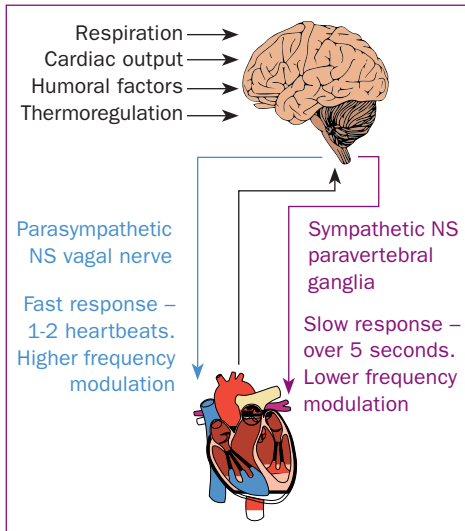 Respiration
Cardiac output
Humoral factors
Thermoregulation
Parasympathetic
NS vagal nerve
Fast response –
1-2 heartbeats.
Higher frequency
modulation
Sympathetic NS
paravertebral
ganglia
Slow response –
over 5 seconds.
Lower frequency
modulation